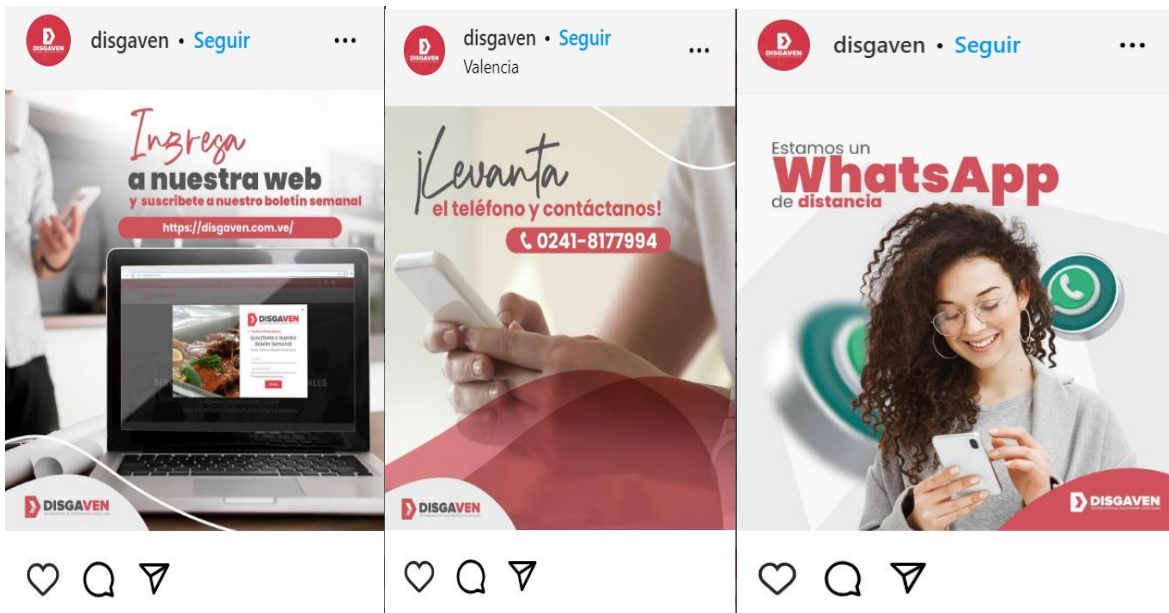 disgaven • Seguir
Ingresa
a nuestra web
y suscribete a nuestro boletín semanal
https://disgaven.com.ve/
DISGAVEN
Suscríbete a Nuestro
Boletín Semanal
DISGAVEN
disgaven • Seguir
Valencia
¡Levanta
el teléfono y contáctanos!
0241-8177994
DISGAVEN
disgaven • Seguir
Estamos un
WhatsApp
de distancia
DISGAVEN